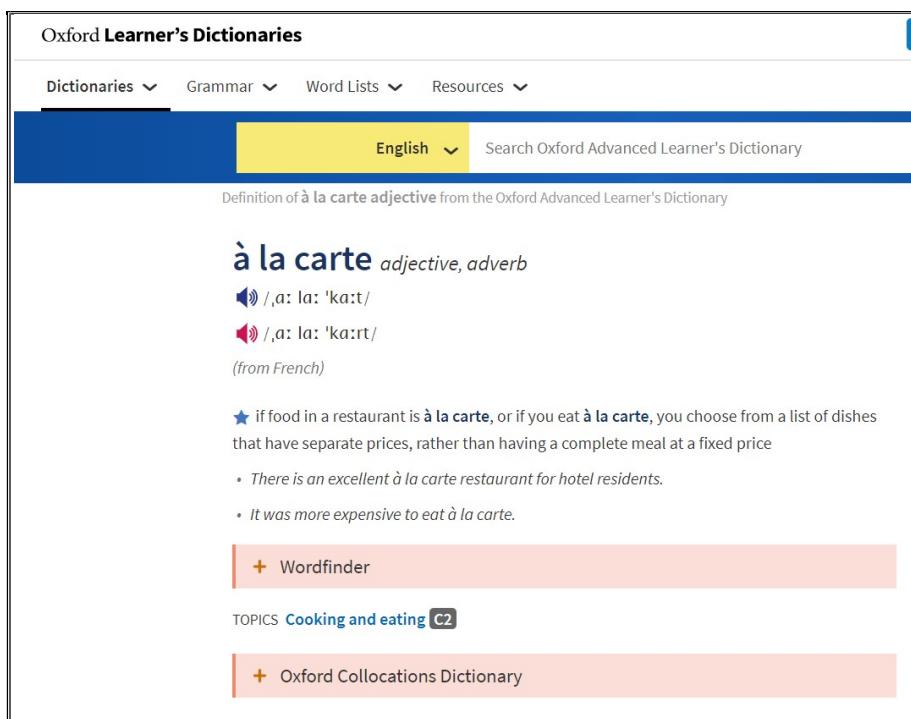 Oxford Learner's Dictionaries
Dictionaries Grammar Word Lists Resources
English Search Oxford Advanced Learner's Dictionary
Definition of à la carte adjective from the Oxford Advanced Learner's Dictionary
à la carte adjective, adverb
/ˌɑː lɑː ˈkɑːt/
/ˌɑː lɑː ˈkɑːrt/
(from French)
if food in a restaurant is à la carte, or if you eat à la carte, you choose from a list of dishes
that have separate prices, rather than having a complete meal at a fixed price
• There is an excellent à la carte restaurant for hotel residents.
• It was more expensive to eat à la carte.
+ Wordfinder
TOPICS Cooking and eating C2
+ Oxford Collocations Dictionary